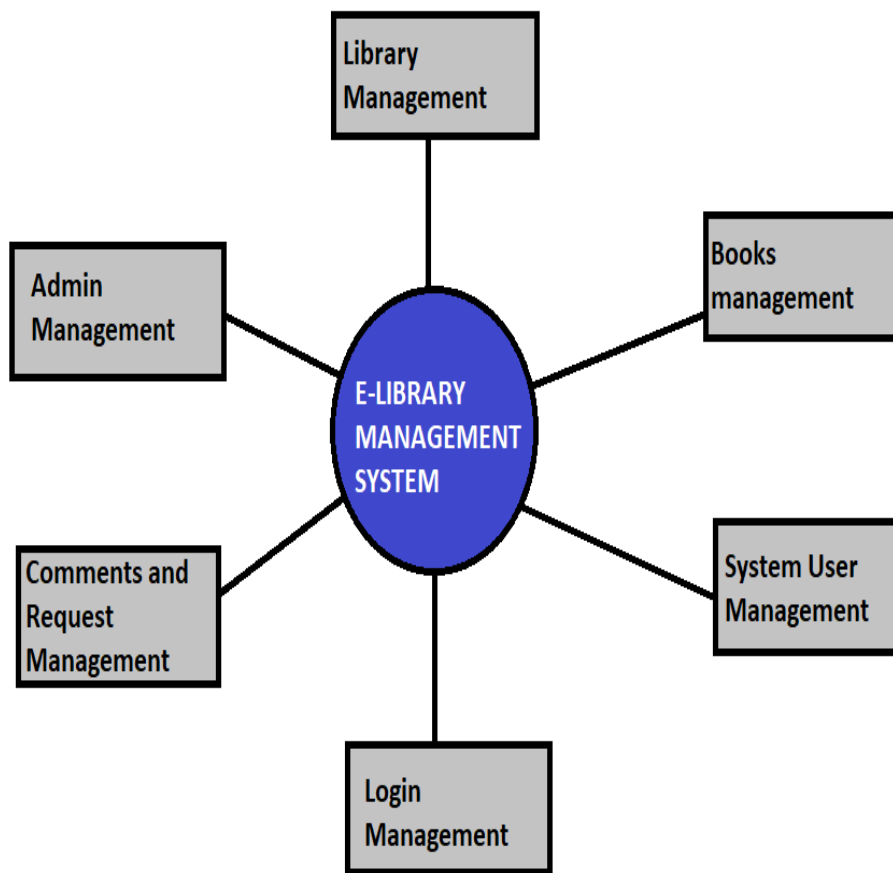 Library
Management
Books
management
Admin
Management
E-LIBRARY
MANAGEMENT
SYSTEM
Comments and
Request
Management
System User
Management
Login
Management